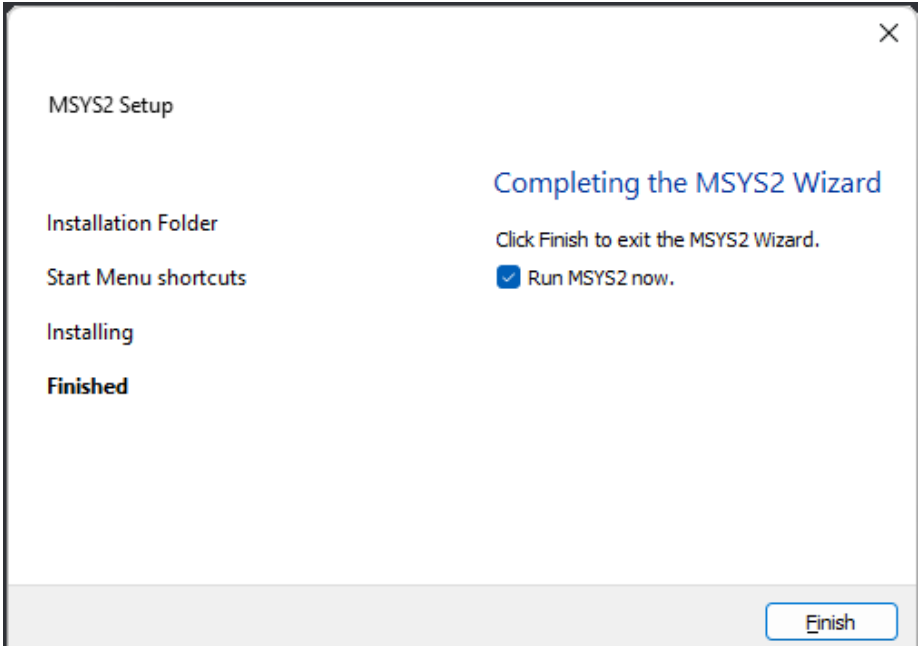 MSYS2 Setup
Installation Folder
Start Menu shortcuts
Installing
Finished
Completing the MSYS2 Wizard
Click Finish to exit the MSYS2 Wizard.
Run MSYS2 now.
Finish